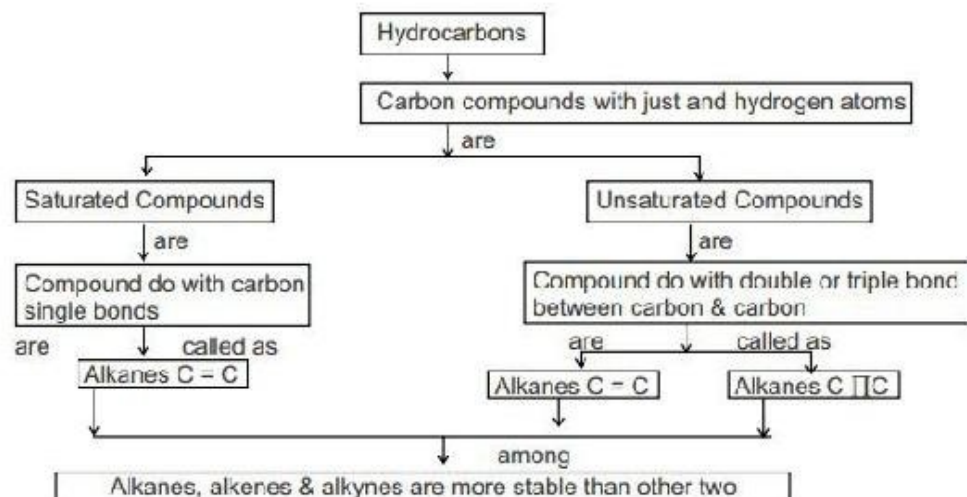 Hydrocarbons
Carbon compounds with just and hydrogen atoms
are
Saturated Compounds
Unsaturated Compounds
are
are
Compound do with carbon
single bonds
Compound do with double or triple bond
between carbon & carbon
are called as
are called as
Alkanes C = C
Alkanes C = C
Alkanes C ∏C
among
Alkanes, alkenes & alkynes are more stable than other two